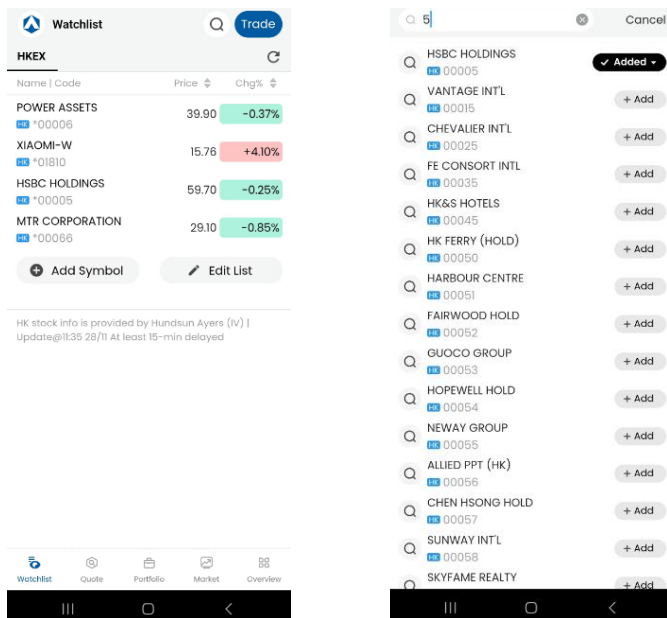 Watchlist
Trade
HKEX
Name | Code Price Chg%
POWER ASSETS
HK *00006
39.90 -0.37%
XIAOMI-W
HK *01810
15.76 +4.10%
HSBC HOLDINGS
HK *00005
59.70 -0.25%
MTR CORPORATION
HK *00066
29.10 -0.85%
Add Symbol Edit List
HK stock info is provided by Hundsun Ayers (IV) |
Update@11:35 28/11 At least 15-min delayed
Watchlist Quote Portfolio Market Overview
5 Cancel
HSBC HOLDINGS
HK 00005
Added
VANTAGE INT'L
HK 00015
+ Add
CHEVALIER INT'L
HK 00025
+ Add
FE CONSORT INTL
HK 00035
+ Add
HK&S HOTELS
HK 00045
+ Add
HK FERRY (HOLD)
HK 00050
+ Add
HARBOUR CENTRE
HK 00051
+ Add
FAIRWOOD HOLD
HK 00052
+ Add
GUOCO GROUP
HK 00053
+ Add
HOPEWELL HOLD
HK 00054
+ Add
NEWAY GROUP
HK 00055
+ Add
ALLIED PPT (HK)
HK 00056
+ Add
CHEN HSONG HOLD
HK 00057
+ Add
SUNWAY INT'L
HK 00058
+ Add
SKYFAME REALTY
+ Add